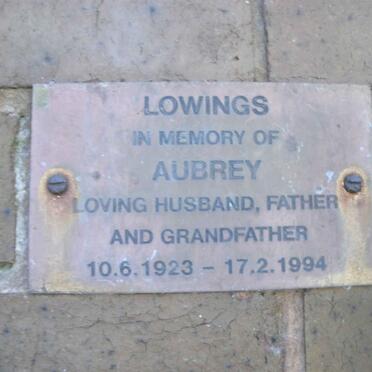 LOWINGS
IN MEMORY OF
AUBREY
LOVING HUSBAND, FATHER
AND GRANDFATHER
10.6.1923 – 17.2.1994